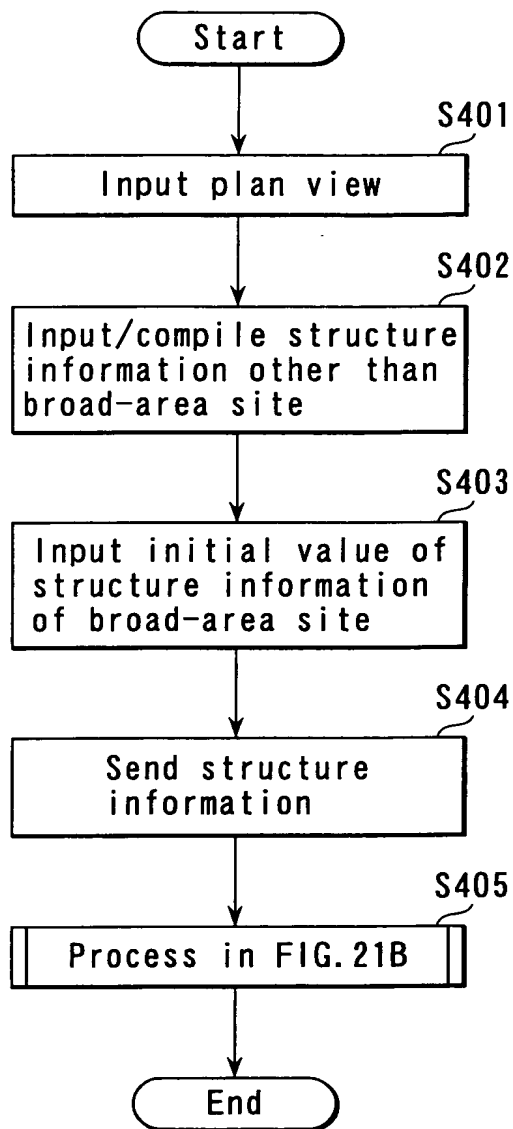 Start
S401
Input plan view
S402
Input/compile structure
information other than
broad-area site
S403
Input initial value of
structure information
of broad-area site
S404
Send structure
information
S405
Process in FIG.21B
End